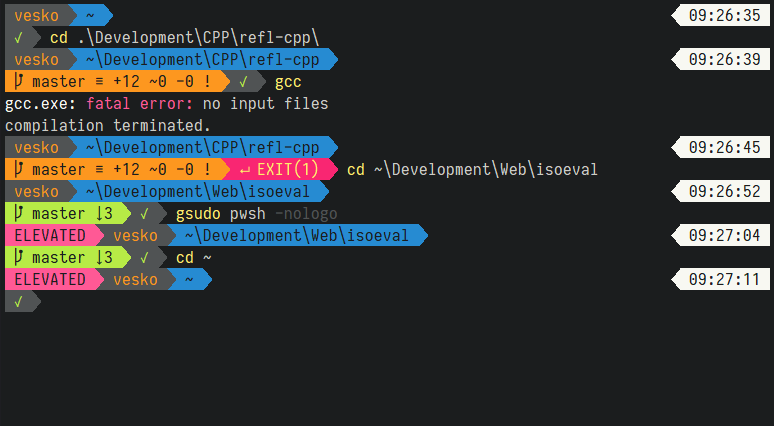 vesko ~ 09:26:35
✓ cd .\Development\CPP\refl-cpp\
vesko ~\Development\CPP\refl-cpp 09:26:39
master ≡ +12 ~0 -0 ! ✓ gcc
gcc.exe: fatal error: no input files
compilation terminated.
vesko ~\Development\CPP\refl-cpp 09:26:45
master ≡ +12 ~0 -0 ! ↵ EXIT(1) cd ~\Development\Web\isoeval
vesko ~\Development\Web\isoeval 09:26:52
master ↓3 ✓ gsudo pwsh -nologo
ELEVATED vesko ~\Development\Web\isoeval 09:27:04
master ↓3 ✓ cd ~
ELEVATED vesko ~ 09:27:11
✓